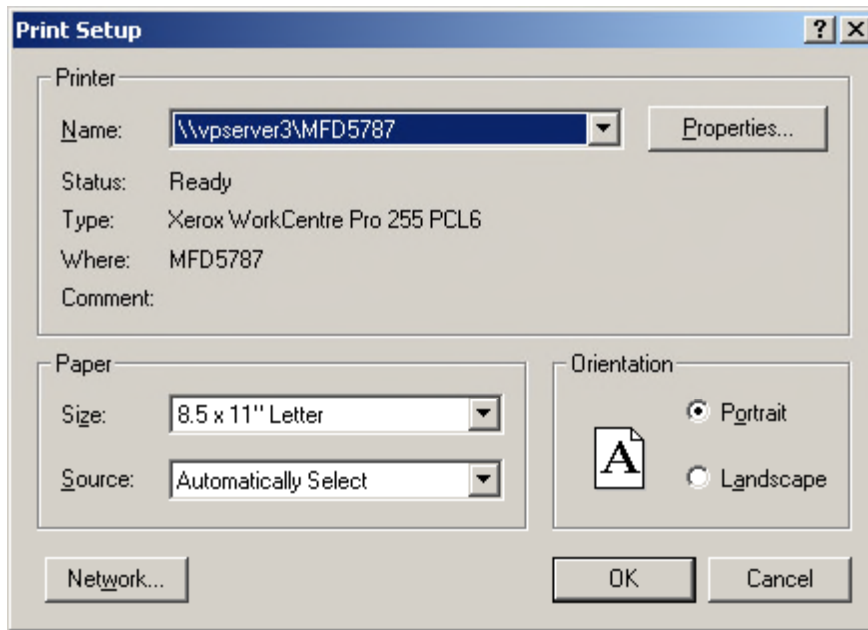 Print Setup
Printer
Name: \\vpserver3\MFD5787 Properties...
Status: Ready
Type: Xerox WorkCentre Pro 255 PCL6
Where: MFD5787
Comment:
Paper
Size: 8.5 x 11" Letter
Source: Automatically Select
Orientation
A
Portrait
Landscape
Network... OK Cancel